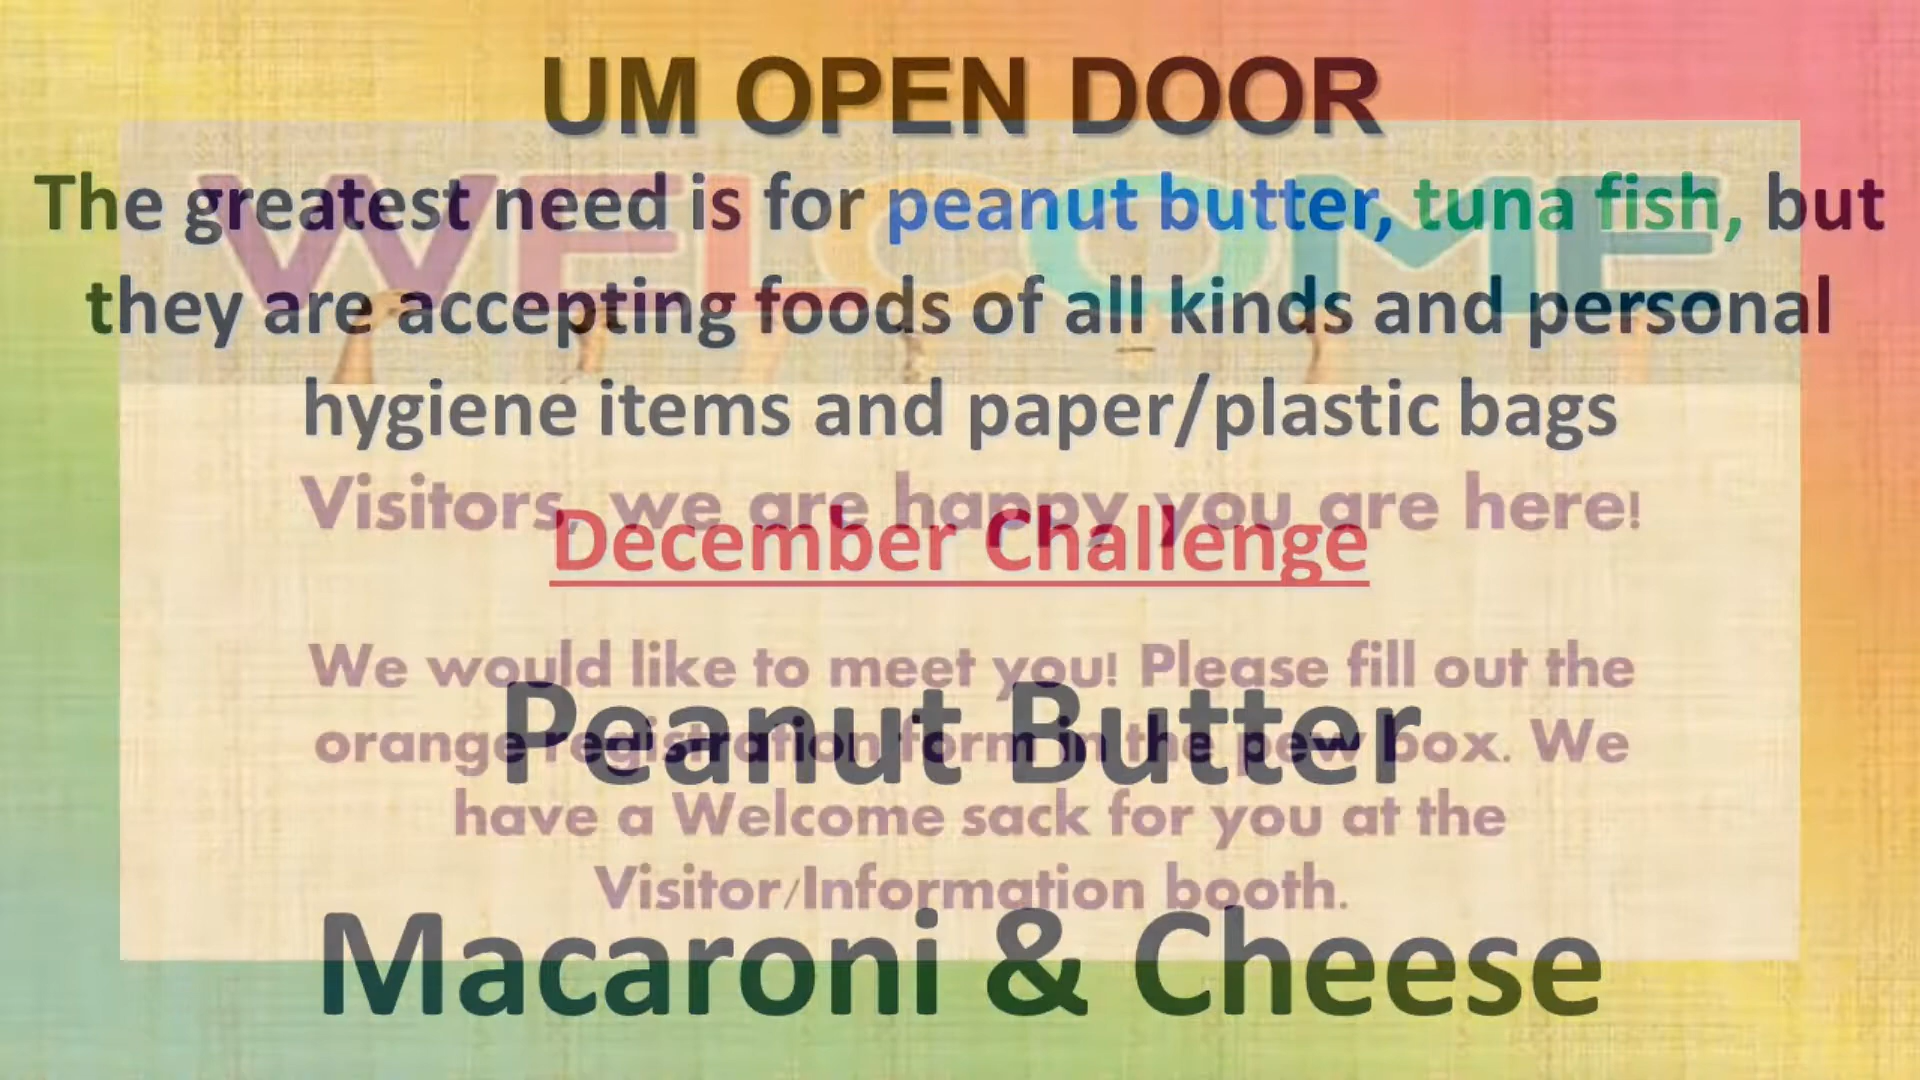 UM OPEN DOOR
The greatest need is for peanut butter, tuna fish, but
they are accepting foods of all kinds and personal
hygiene items and paper/plastic bags
December Challenge
Peanut Butter
Macaroni & Cheese
WELCOME
Visitors, we are happy you are here!
We would like to meet you! Please fill out the
orange registration form in the pew box. We
have a Welcome sack for you at the
Visitor/Information booth.